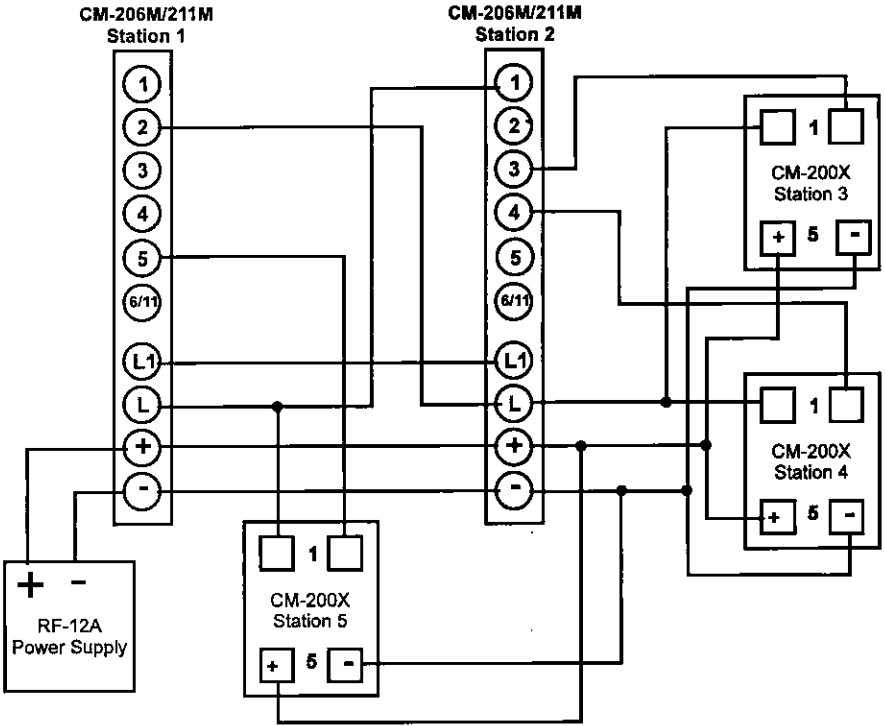 CM-206M/211M
Station 1
1
2
3
4
5
6/11
L1
L
+
-
CM-206M/211M
Station 2
1
2
3
4
5
6/11
L1
L
+
-
1
CM-200X
Station 3
+ 5 -
1
CM-200X
Station 4
+ 5 -
1
CM-200X
Station 5
+ 5 -
+ -
RF-12A
Power Supply